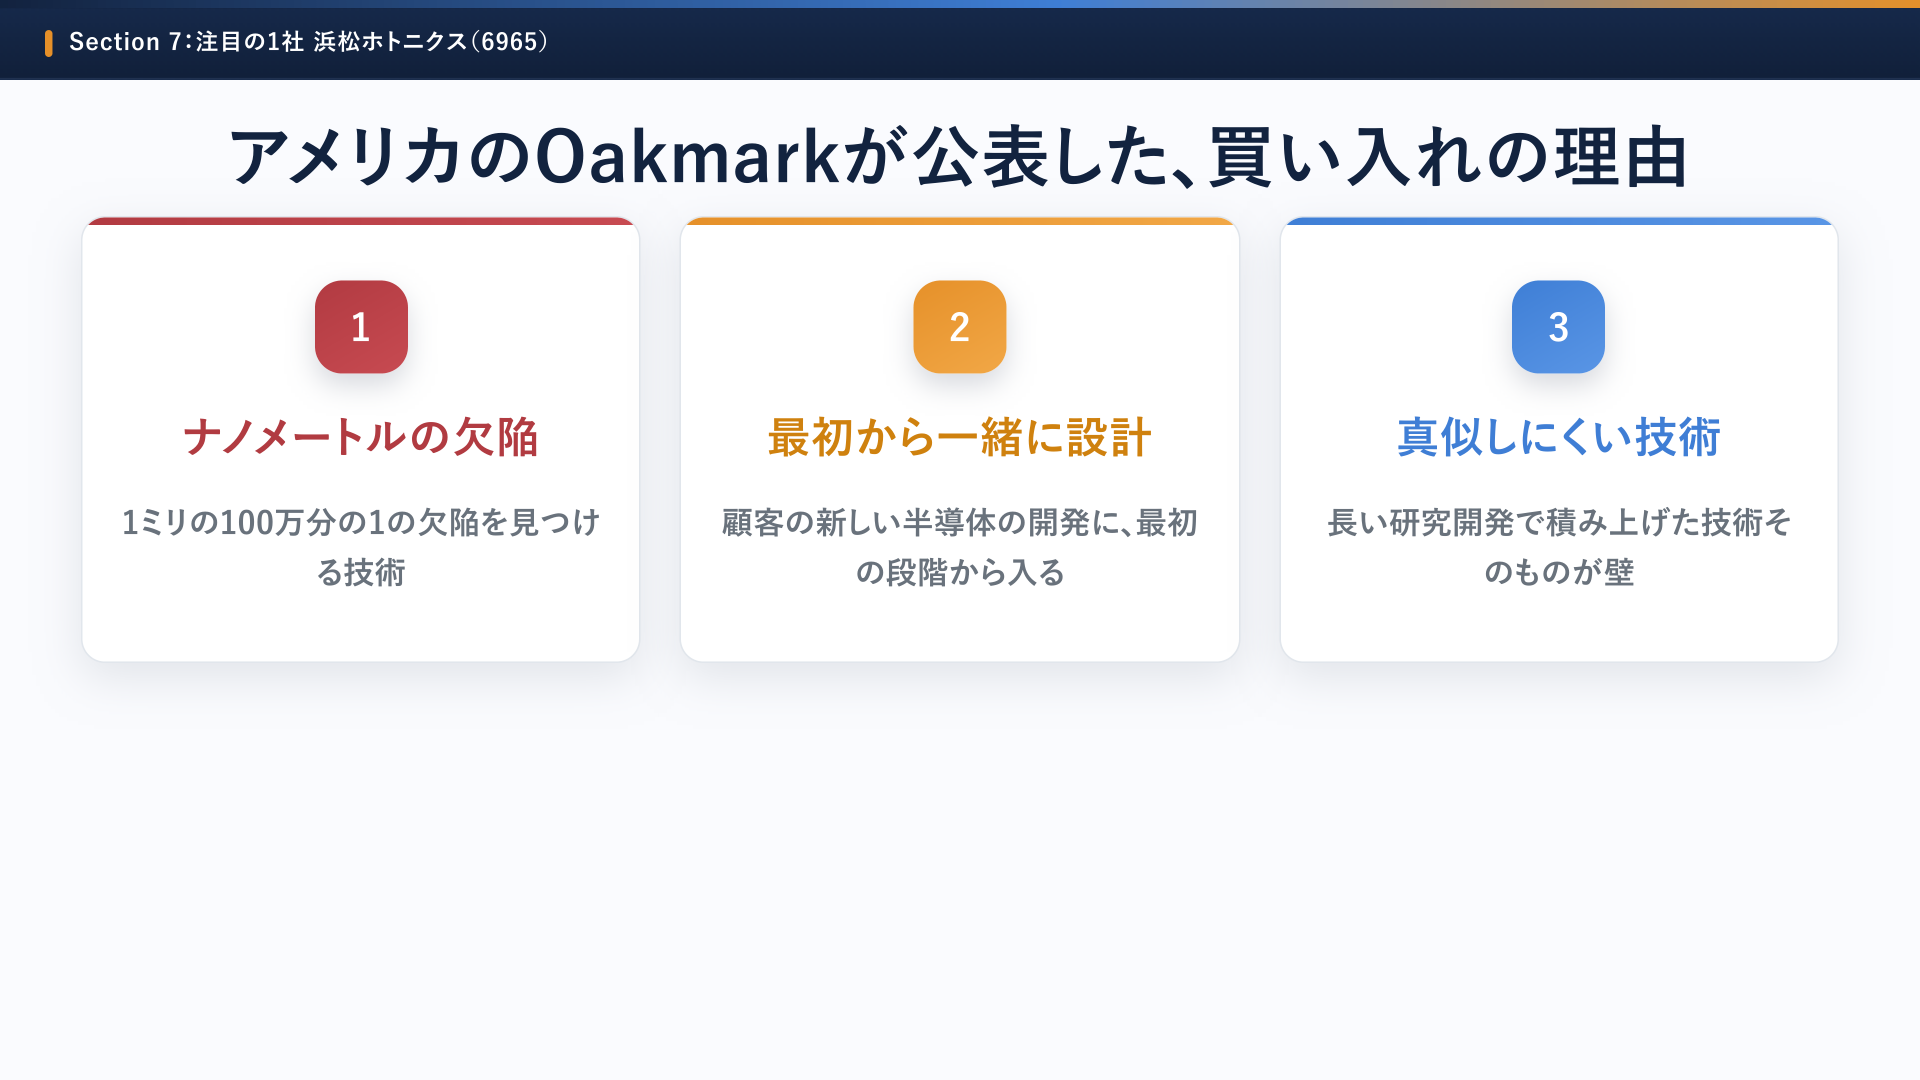 Section 7：注目の1社 浜松ホトニクス（6965）
アメリカのOakmarkが公表した、買い入れの理由
1
ナノメートルの欠陥
1ミリの100万分の1の欠陥を見つけ
る技術
2
最初から一緒に設計
顧客の新しい半導体の開発に、最初
の段階から入る
3
真似しにくい技術
長い研究開発で積み上げた技術そ
のものが壁